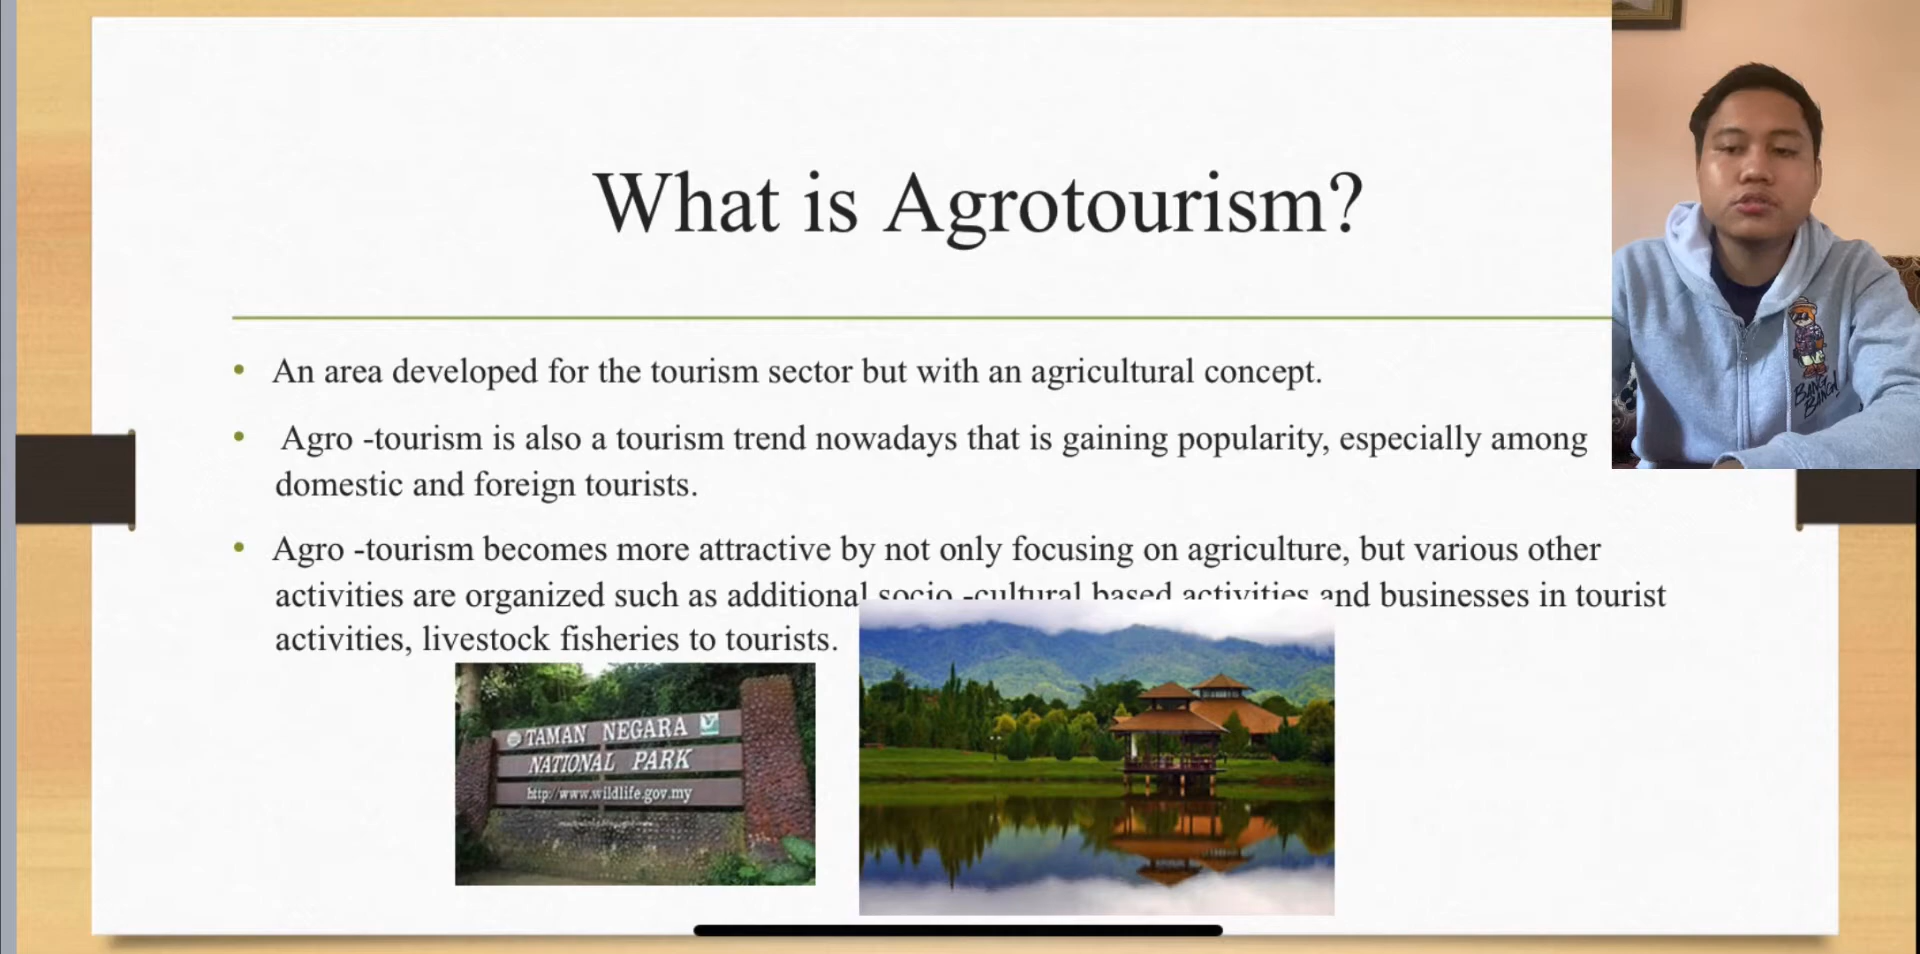 What is Agrotourism?
• An area developed for the tourism sector but with an agricultural concept.
• Agro -tourism is also a tourism trend nowadays that is gaining popularity, especially among
domestic and foreign tourists.
• Agro -tourism becomes more attractive by not only focusing on agriculture, but various other
activities are organized such as additional socio -cultural based activities and businesses in tourist
activities, livestock fisheries to tourists.
TAMAN NEGARA
NATIONAL PARK
http://www.wildlife.gov.my
BANG
BANG!